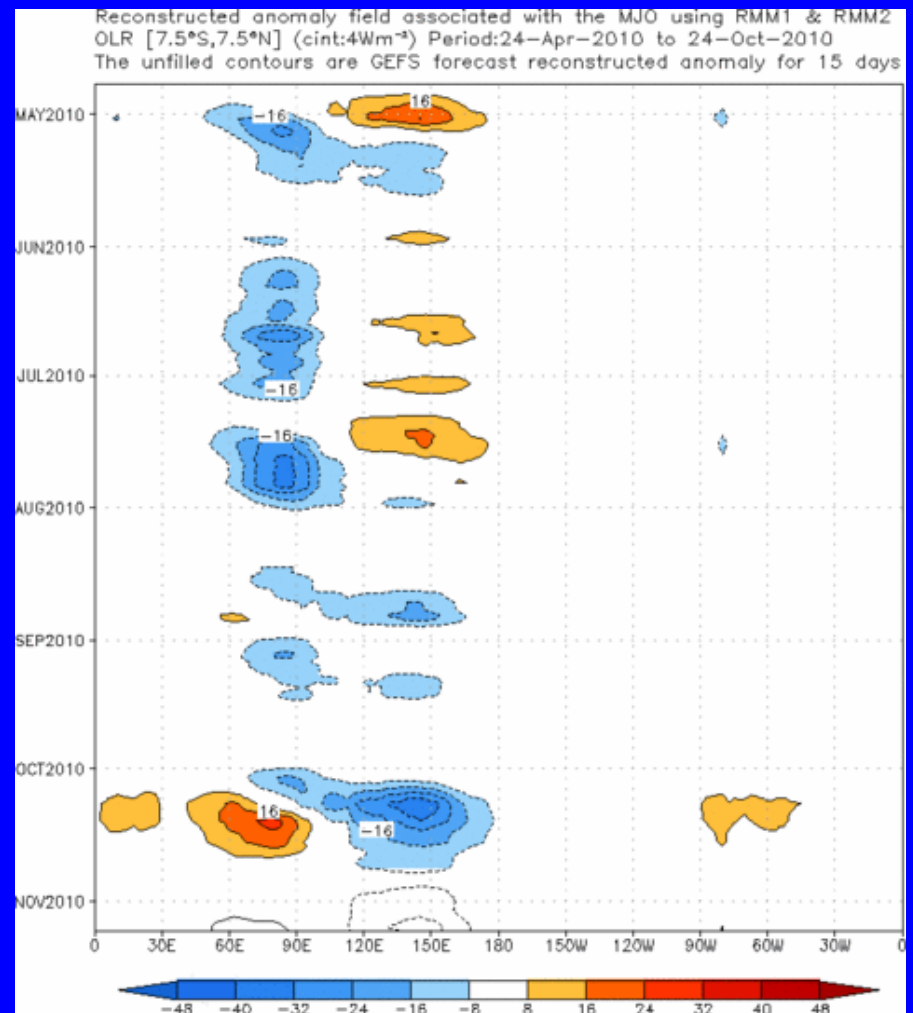 Reconstructed anomaly field associated with the MJO using RMM1 & RMM2
OLR [7.5°S,7.5°N] (cint:4Wm⁻²) Period:24-Apr-2010 to 24-Oct-2010
The unfilled contours are GEFS forecast reconstructed anomaly for 15 days
MAY2010
16
-16
JUN2010
JUL2010
-16
-16
AUG2010
SEP2010
OCT2010
16
-16
NOV2010
0 30E 60E 90E 120E 150E 180 150W 120W 90W 60W 30W 0
-48 -40 -32 -24 -16 -8 8 16 24 32 40 48